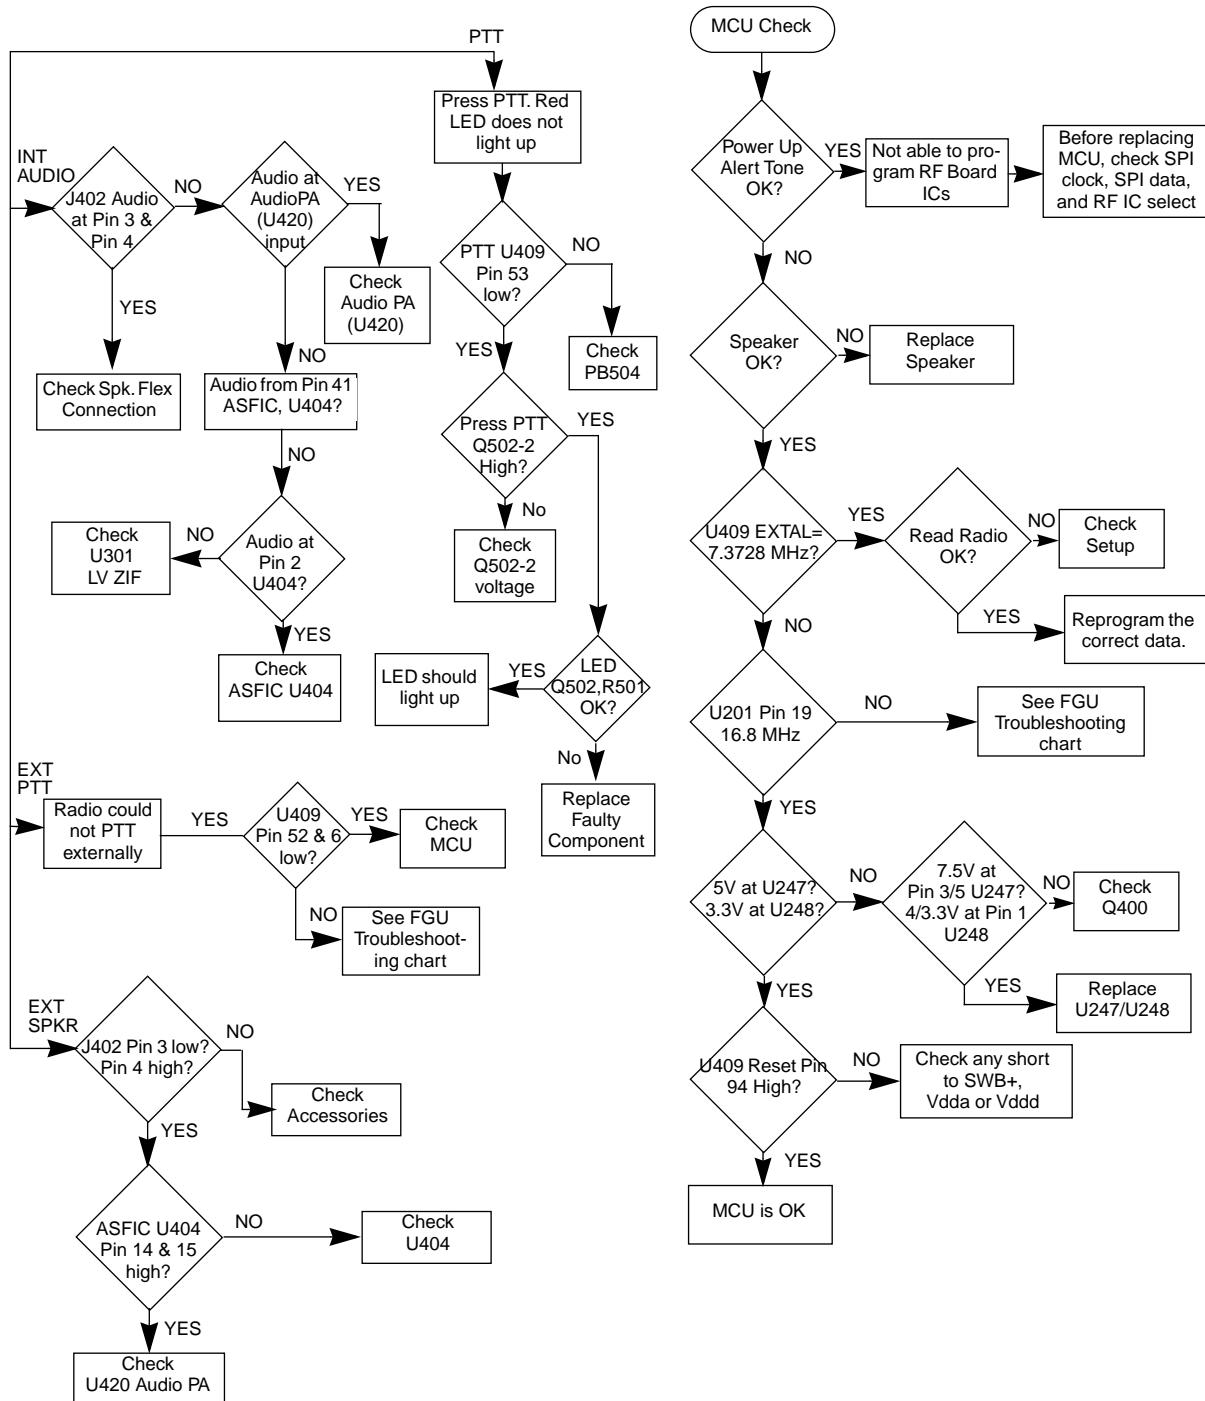 PTT
Press PTT. Red
LED does not
light up
INT
AUDIO
J402 Audio
at Pin 3 &
Pin 4
NO
Audio at
AudioPA
(U420)
input
YES
Check
Audio PA
(U420)
YES
Check Spk. Flex
Connection
NO
Audio from Pin 41
ASFIC, U404?
NO
Audio at
Pin 2
U404?
NO
Check
U301
LV ZIF
YES
Check
ASFIC U404
PTT U409
Pin 53
low?
NO
Check
PB504
YES
Press PTT
Q502-2
High?
YES
No
Check
Q502-2
voltage
LED
Q502,R501
OK?
YES
LED should
light up
No
Replace
Faulty
Component
EXT
PTT
Radio could
not PTT
externally
YES
U409
Pin 52 & 6
low?
YES
Check
MCU
NO
See FGU
Troubleshoot-
ing chart
EXT
SPKR
J402 Pin 3 low?
Pin 4 high?
NO
Check
Accessories
YES
ASFIC U404
Pin 14 & 15
high?
NO
Check
U404
YES
Check
U420 Audio PA
MCU Check
Power Up
Alert Tone
OK?
YES
Not able to pro-
gram RF Board
ICs
Before replacing
MCU, check SPI
clock, SPI data,
and RF IC select
NO
Speaker
OK?
NO
Replace
Speaker
YES
U409 EXTAL=
7.3728 MHz?
YES
Read Radio
OK?
NO
Check
Setup
YES
Reprogram the
correct data.
NO
U201 Pin 19
16.8 MHz
NO
See FGU
Troubleshooting
chart
YES
5V at U247?
3.3V at U248?
NO
7.5V at
Pin 3/5 U247?
4/3.3V at Pin 1
U248
NO
Check
Q400
YES
Replace
U247/U248
YES
U409 Reset Pin
94 High?
NO
Check any short
to SWB+,
Vdda or Vddd
YES
MCU is OK